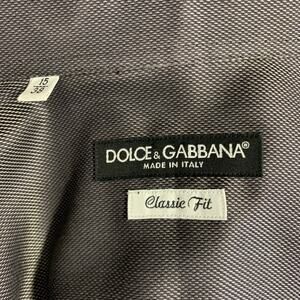 15
38
DOLCE & GABBANA®
MADE IN ITALY
Classic Fit